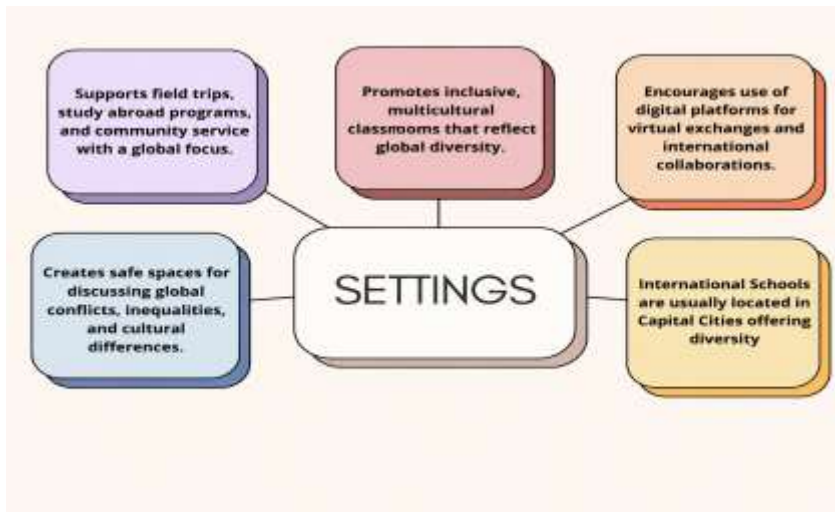 Supports field trips,
study abroad programs,
and community service
with a global focus.
Promotes inclusive,
multicultural
classrooms that reflect
global diversity.
Encourages use of
digital platforms for
virtual exchanges and
international
collaborations.
Creates safe spaces for
discussing global
conflicts, inequalities,
and cultural
differences.
SETTINGS
International Schools
are usually located in
Capital Cities offering
diversity